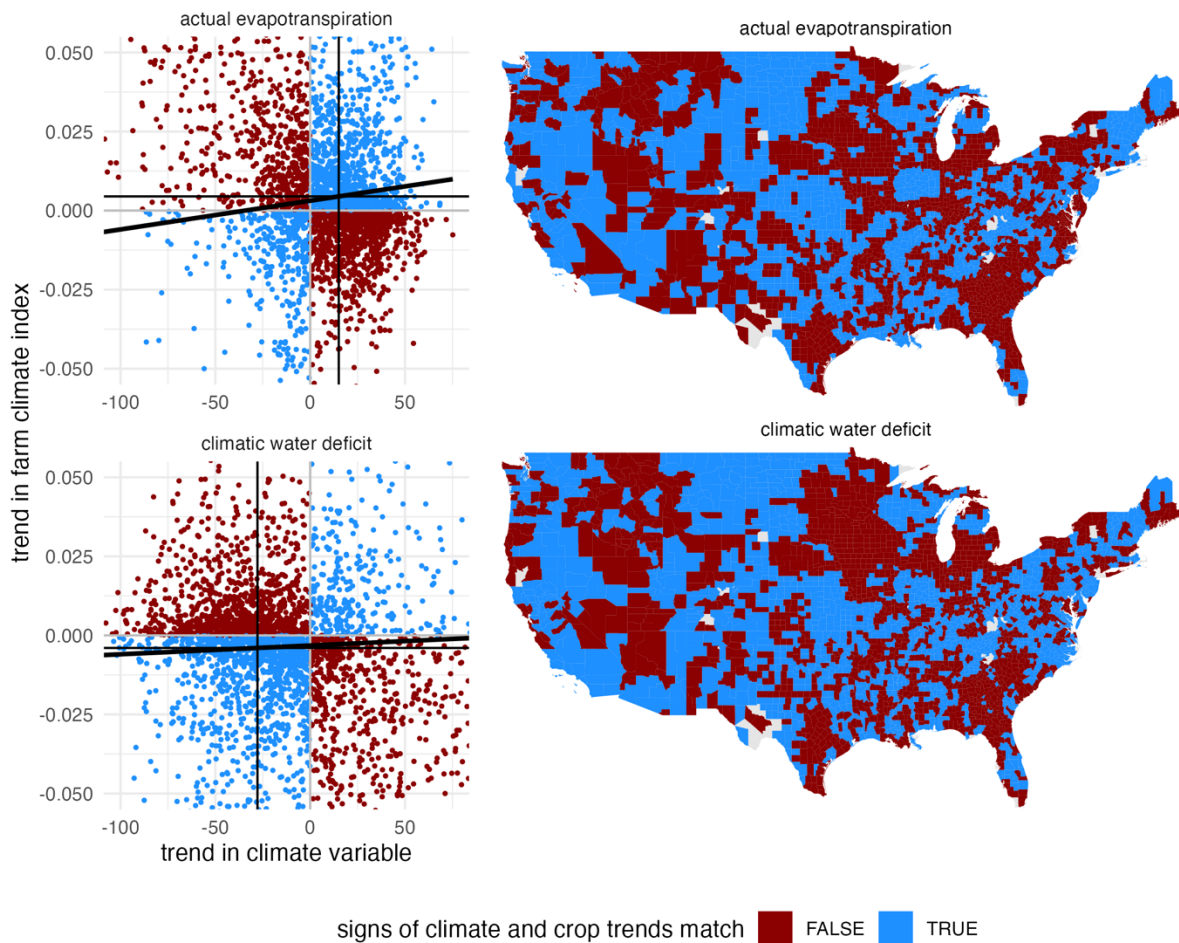 actual evapotranspiration
actual evapotranspiration
0.050
0.025
0.000
-0.025
-0.050
-100 -50 0 50
trend in farm climate index
climatic water deficit
climatic water deficit
0.050
0.025
0.000
-0.025
-0.050
-100 -50 0 50
trend in climate variable
signs of climate and crop trends match FALSE TRUE